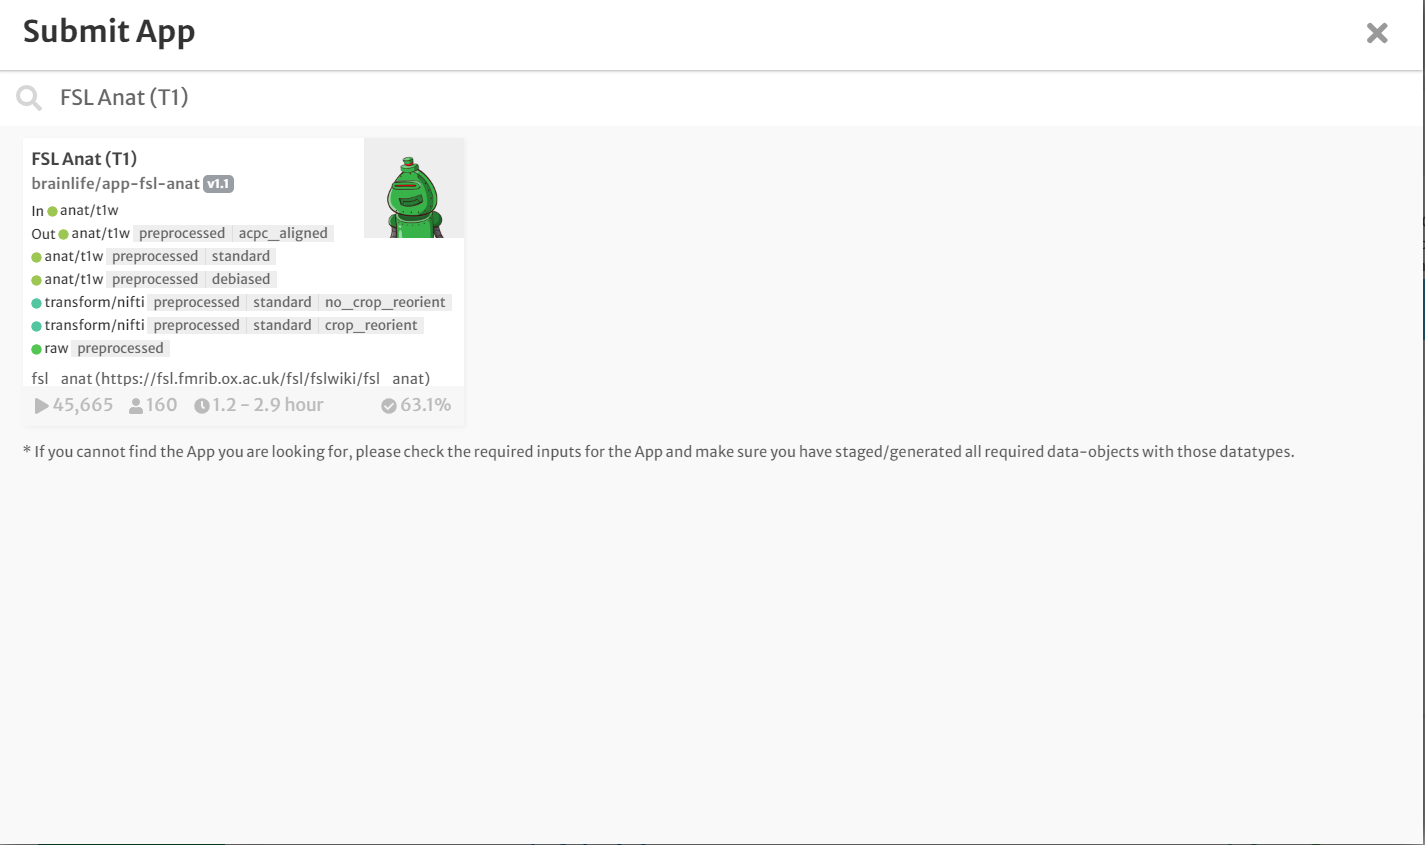 Submit App
FSL Anat (T1)
FSL Anat (T1)
brainlife/app-fsl-anat v1.1
In anat/t1w
Out anat/t1w preprocessed acpc_aligned
anat/t1w preprocessed standard
anat/t1w preprocessed debiased
transform/nifti preprocessed standard no_crop_reorient
transform/nifti preprocessed standard crop_reorient
raw preprocessed
fsl_anat (https://fsl.fmrib.ox.ac.uk/fsl/fslwiki/fsl_anat)
45,665 160 1.2 - 2.9 hour 63.1%
* If you cannot find the App you are looking for, please check the required inputs for the App and make sure you have staged/generated all required data-objects with those datatypes.